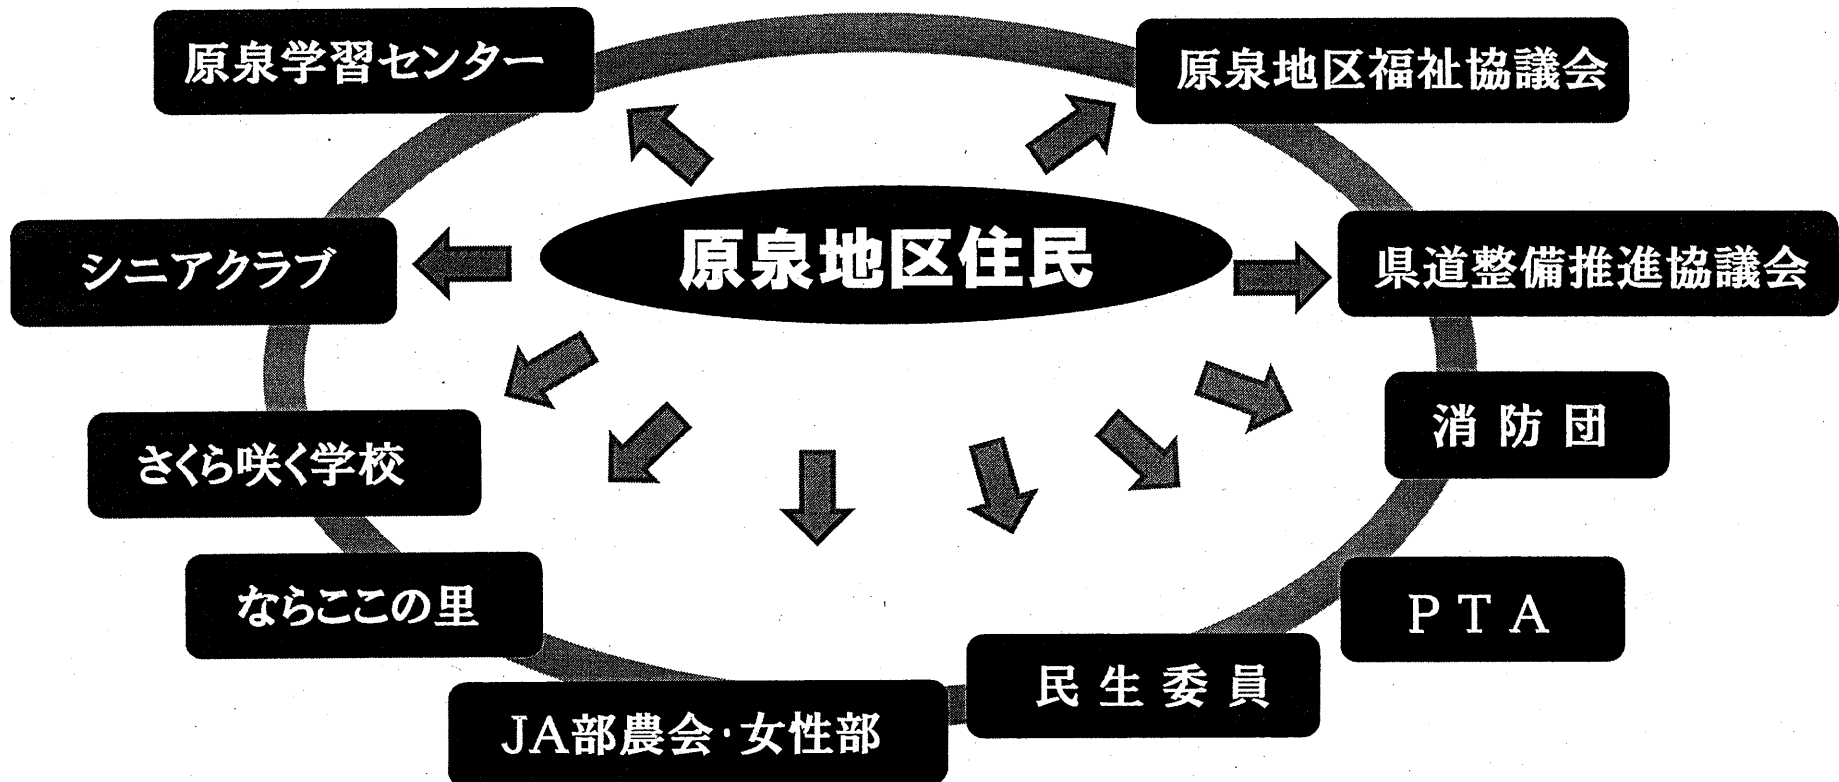 原泉学習センター
原泉地区福祉協議会
シニアクラブ
原泉地区住民
県道整備推進協議会
消防団
さくら咲く学校
ならここの里
PTA
民生委員
JA部農会・女性部